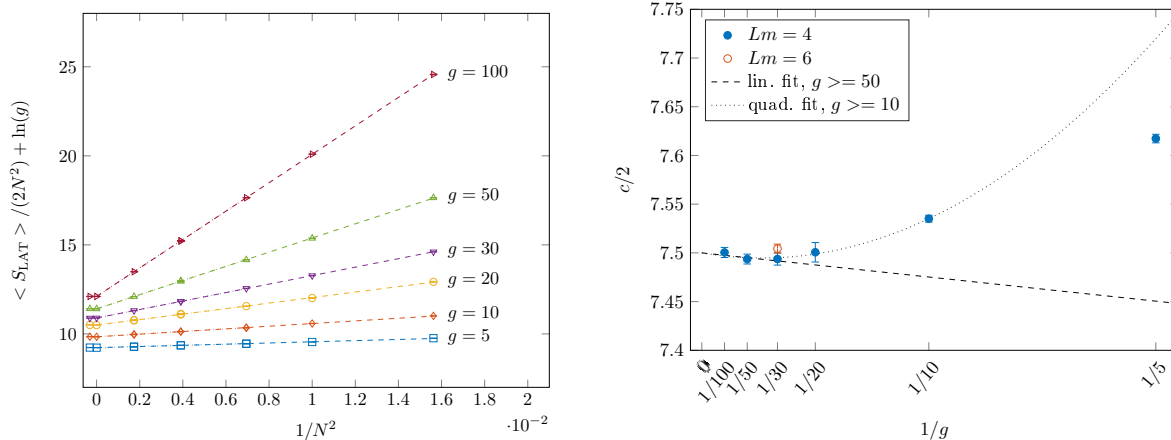 25
20
15
10
< S_LAT > /(2N^2) + ln(g)
g = 100
g = 50
g = 30
g = 20
g = 10
g = 5
0 0.2 0.4 0.6 0.8 1 1.2 1.4 1.6 1.8 2
·10^−2
1/N^2
7.75
7.7
7.65
7.6
7.55
7.5
7.45
7.4
c/2
Lm = 4
Lm = 6
lin. fit, g >= 50
quad. fit, g >= 10
1/100 1/50 1/30 1/20 1/10 1/5
1/g